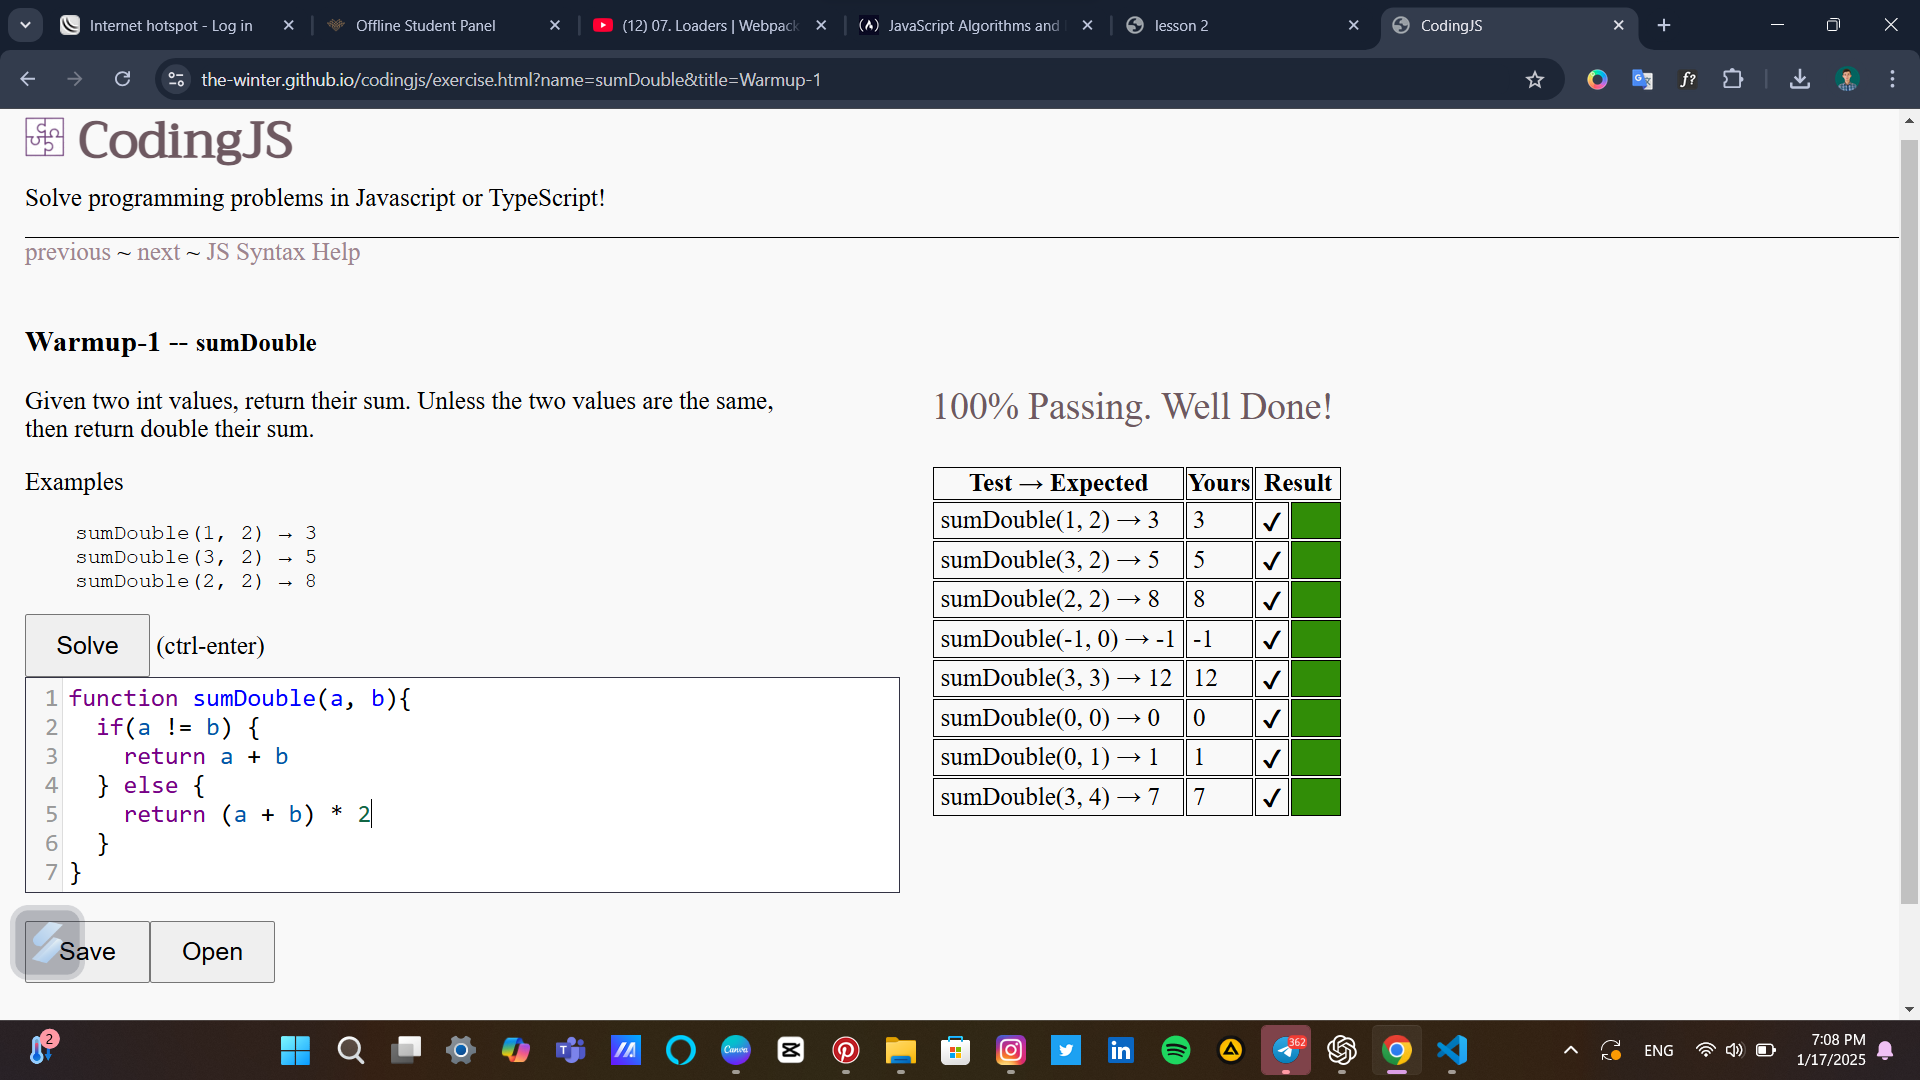 Internet hotspot - Log in
Offline Student Panel
(12) 07. Loaders | Webpack
JavaScript Algorithms and
lesson 2
CodingJS
the-winter.github.io/codingjs/exercise.html?name=sumDouble&title=Warmup-1
CodingJS
Solve programming problems in Javascript or TypeScript!
previous ~ next ~ JS Syntax Help
Warmup-1 -- sumDouble
Given two int values, return their sum. Unless the two values are the same,
then return double their sum.
Examples
sumDouble(1, 2) → 3
sumDouble(3, 2) → 5
sumDouble(2, 2) → 8
Solve (ctrl-enter)
1 function sumDouble(a, b){
2 if(a != b) {
3 return a + b
4 } else {
5 return (a + b) * 2
6 }
7 }
Save Open
100% Passing. Well Done!
Test → Expected Yours Result
sumDouble(1, 2) → 3 3 ✔
sumDouble(3, 2) → 5 5 ✔
sumDouble(2, 2) → 8 8 ✔
sumDouble(-1, 0) → -1 -1 ✔
sumDouble(3, 3) → 12 12 ✔
sumDouble(0, 0) → 0 0 ✔
sumDouble(0, 1) → 1 1 ✔
sumDouble(3, 4) → 7 7 ✔
2
Canva
362
ENG
7:08 PM
1/17/2025